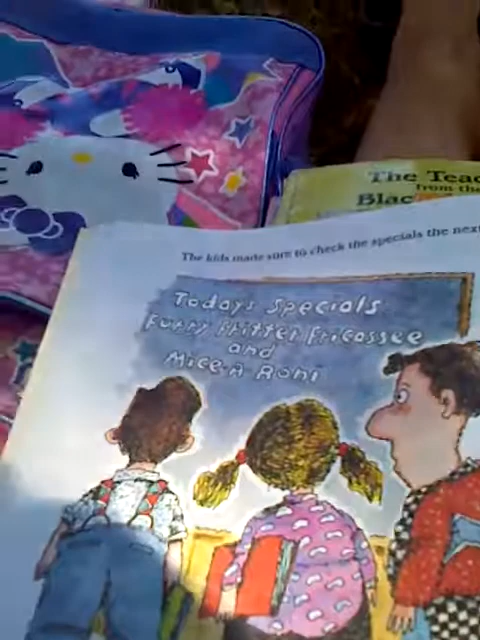 The Teac
from the
Blac
The kids made sure to check the specials the next
Todays Specials
Furry Fritter Fricassee
and
Mice-A Roni